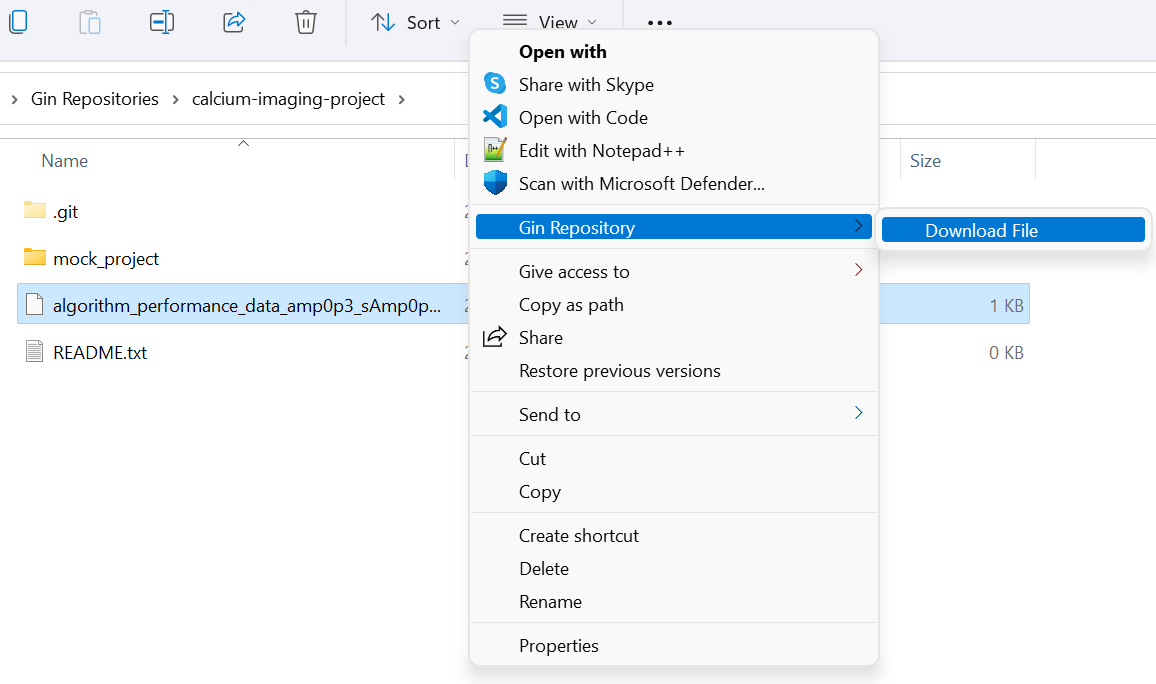 Sort
View
Gin Repositories > calcium-imaging-project >
Name
Size
.git
mock_project
algorithm_performance_data_amp0p3_sAmp0p...
1 KB
README.txt
0 KB
Open with
Share with Skype
Open with Code
Edit with Notepad++
Scan with Microsoft Defender...
Gin Repository
Download File
Give access to
Copy as path
Share
Restore previous versions
Send to
Cut
Copy
Create shortcut
Delete
Rename
Properties